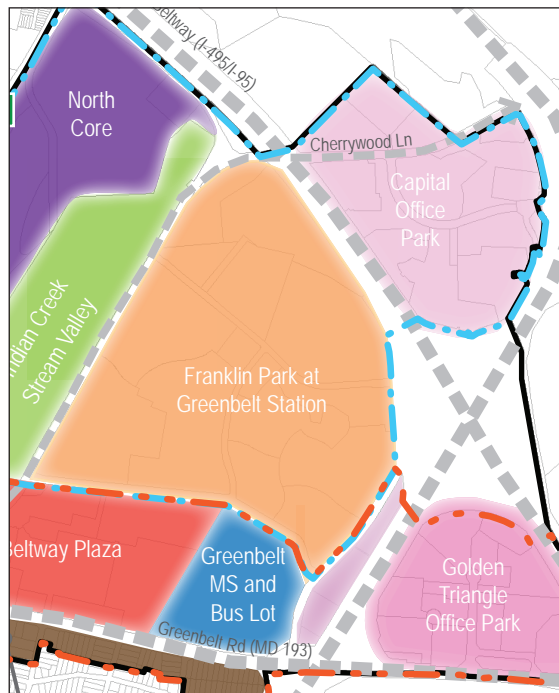 Beltway (I-495/I-95)
North
Core
Cherrywood Ln
Capital
Office
Park
Indian Creek
Stream Valley
Franklin Park at
Greenbelt Station
Beltway Plaza
Greenbelt
MS and
Bus Lot
Golden
Triangle
Office Park
Greenbelt Rd (MD 193)